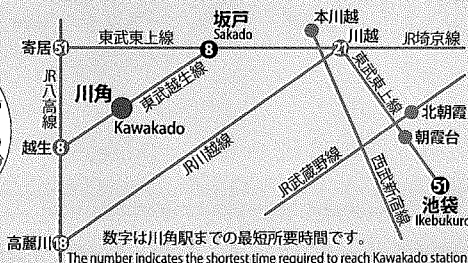 坂戸
Sakado
本川越
寄居 51
東武東上線
8
21
川越
JR埼京線
JR八高線
川角
Kawakado
東武越生線
東武東上線
越生 8
JR川越線
JR武蔵野線
西武新宿線
北朝霞
朝霞台
51
池袋
Ikebukuro
高麗川 18
数字は川角駅までの最短所要時間です。
The number indicates the shortest time required to reach Kawakado station